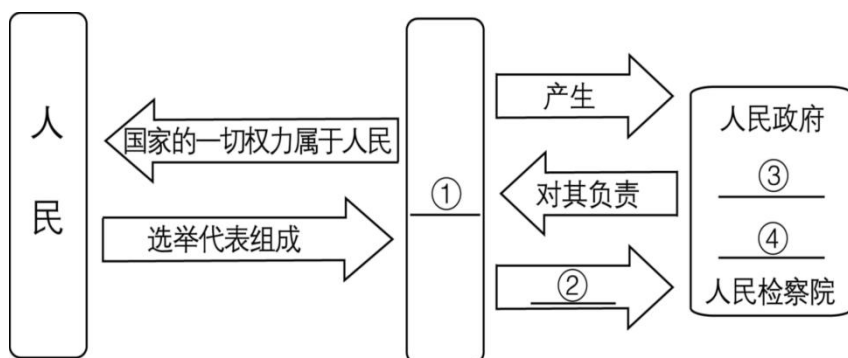 人民
国家的一切权力属于人民
选举代表组成
①
产生
对其负责
②
人民政府
③
④
人民检察院